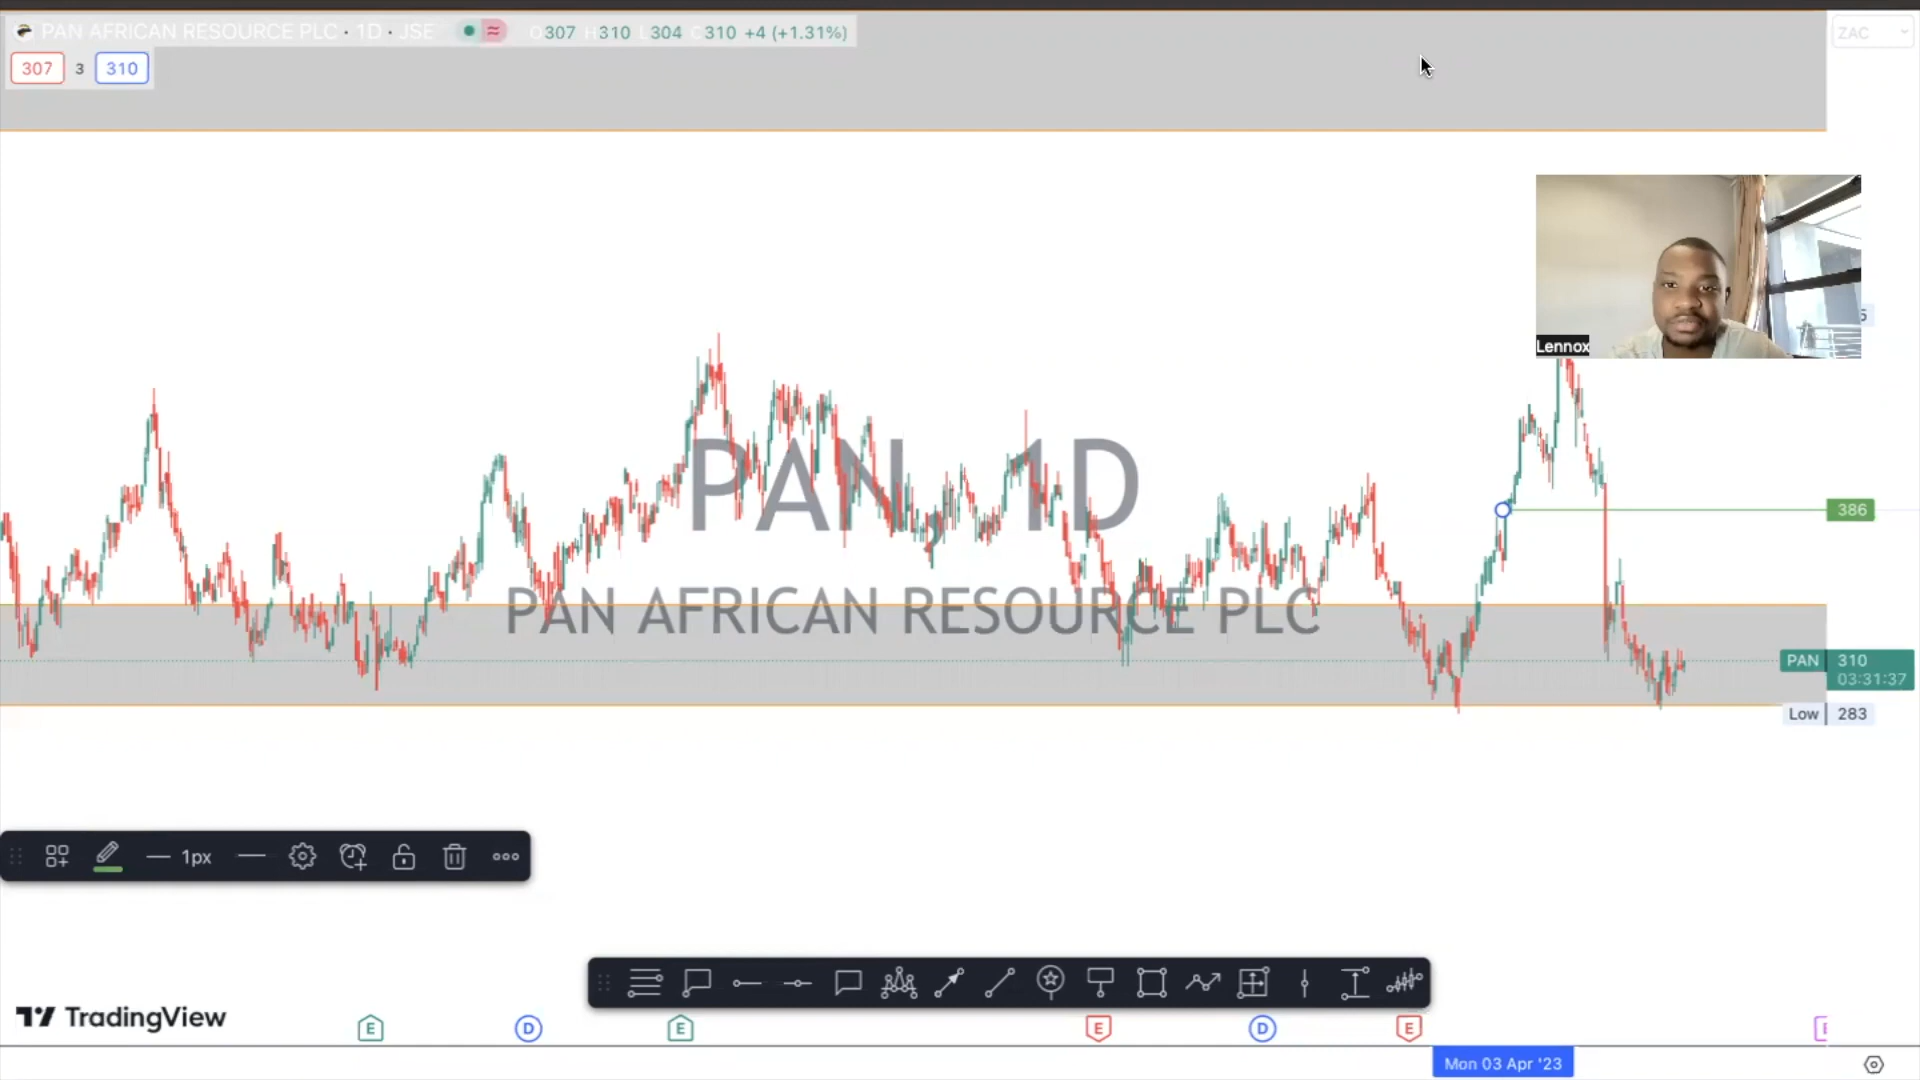 PAN AFRICAN RESOURCE PLC · 1D · JSE O307 H310 L304 C310 +4 (+1.31%)
ZAC
307 3 310
5
Lennox
PAN, 1D
386
PAN AFRICAN RESOURCE PLC
PAN 310
03:31:37
Low 283
1px
TradingView
E D E E D E E
Mon 03 Apr '23